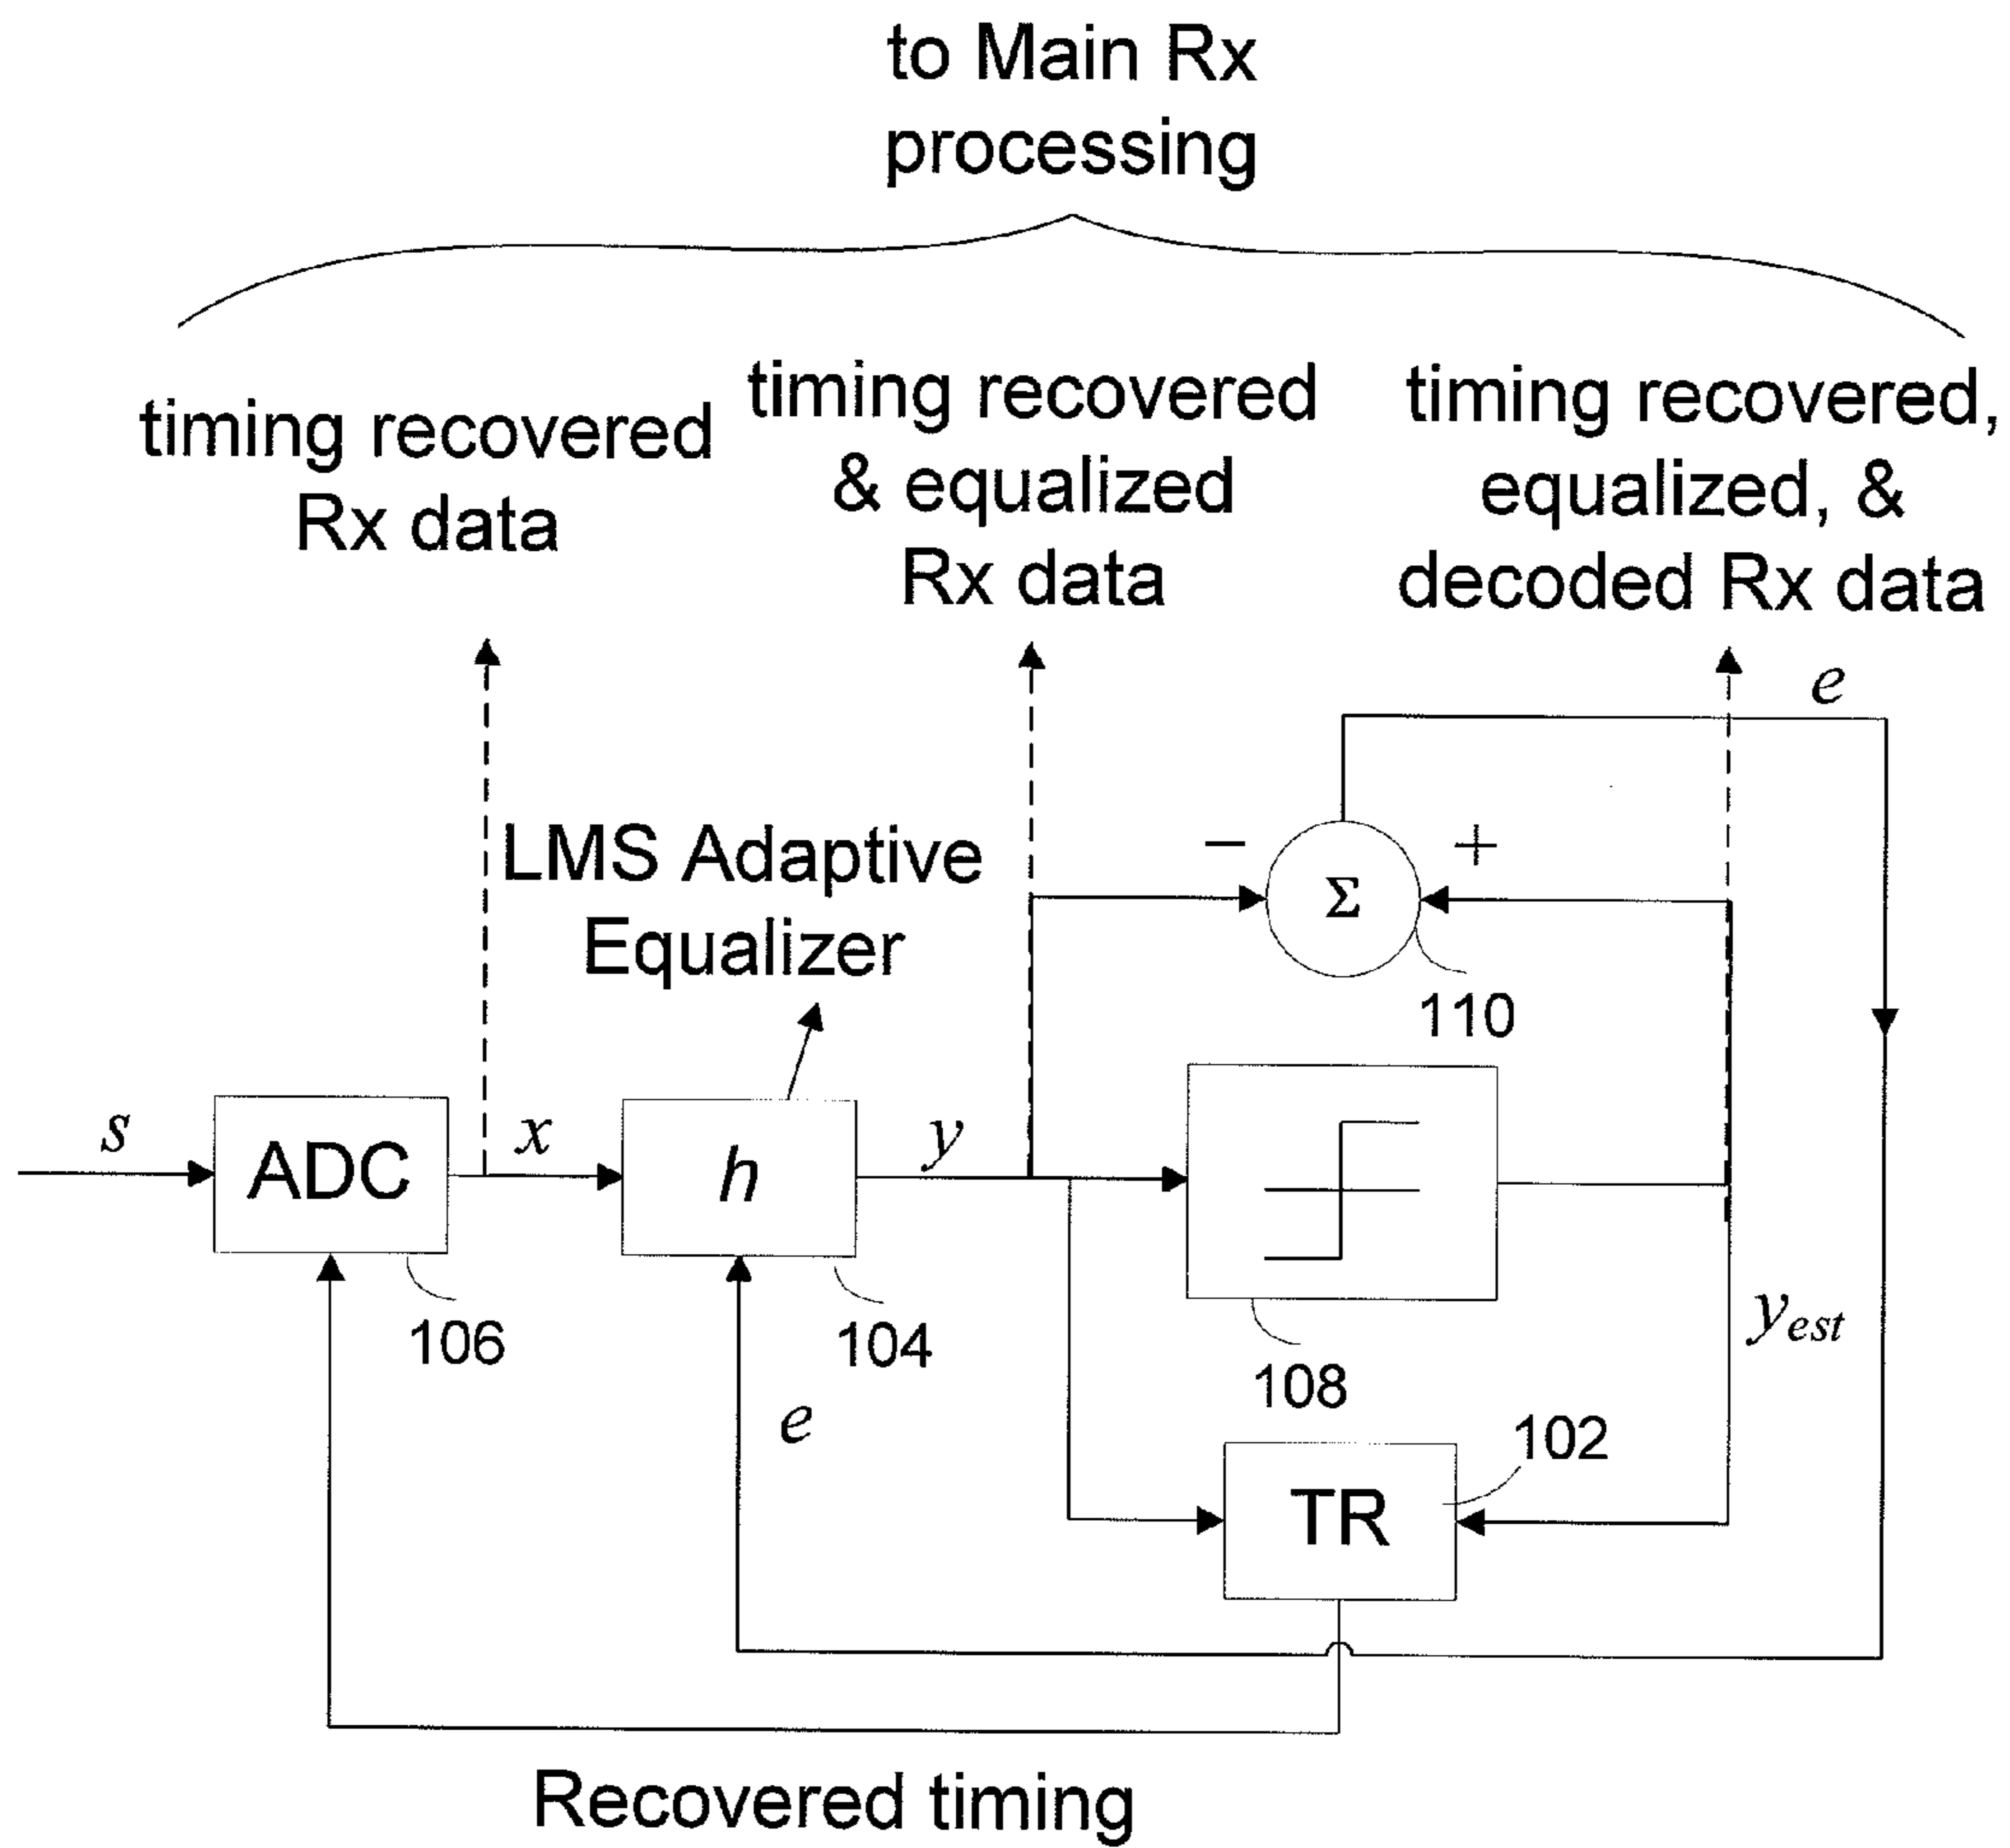 to Main Rx
processing
timing recovered
Rx data
timing recovered
& equalized
Rx data
timing recovered,
equalized, &
decoded Rx data
e
LMS Adaptive
Equalizer
−
+
Σ
110
s
ADC
x
h
y
106
104
108
y_est
e
102
TR
Recovered timing